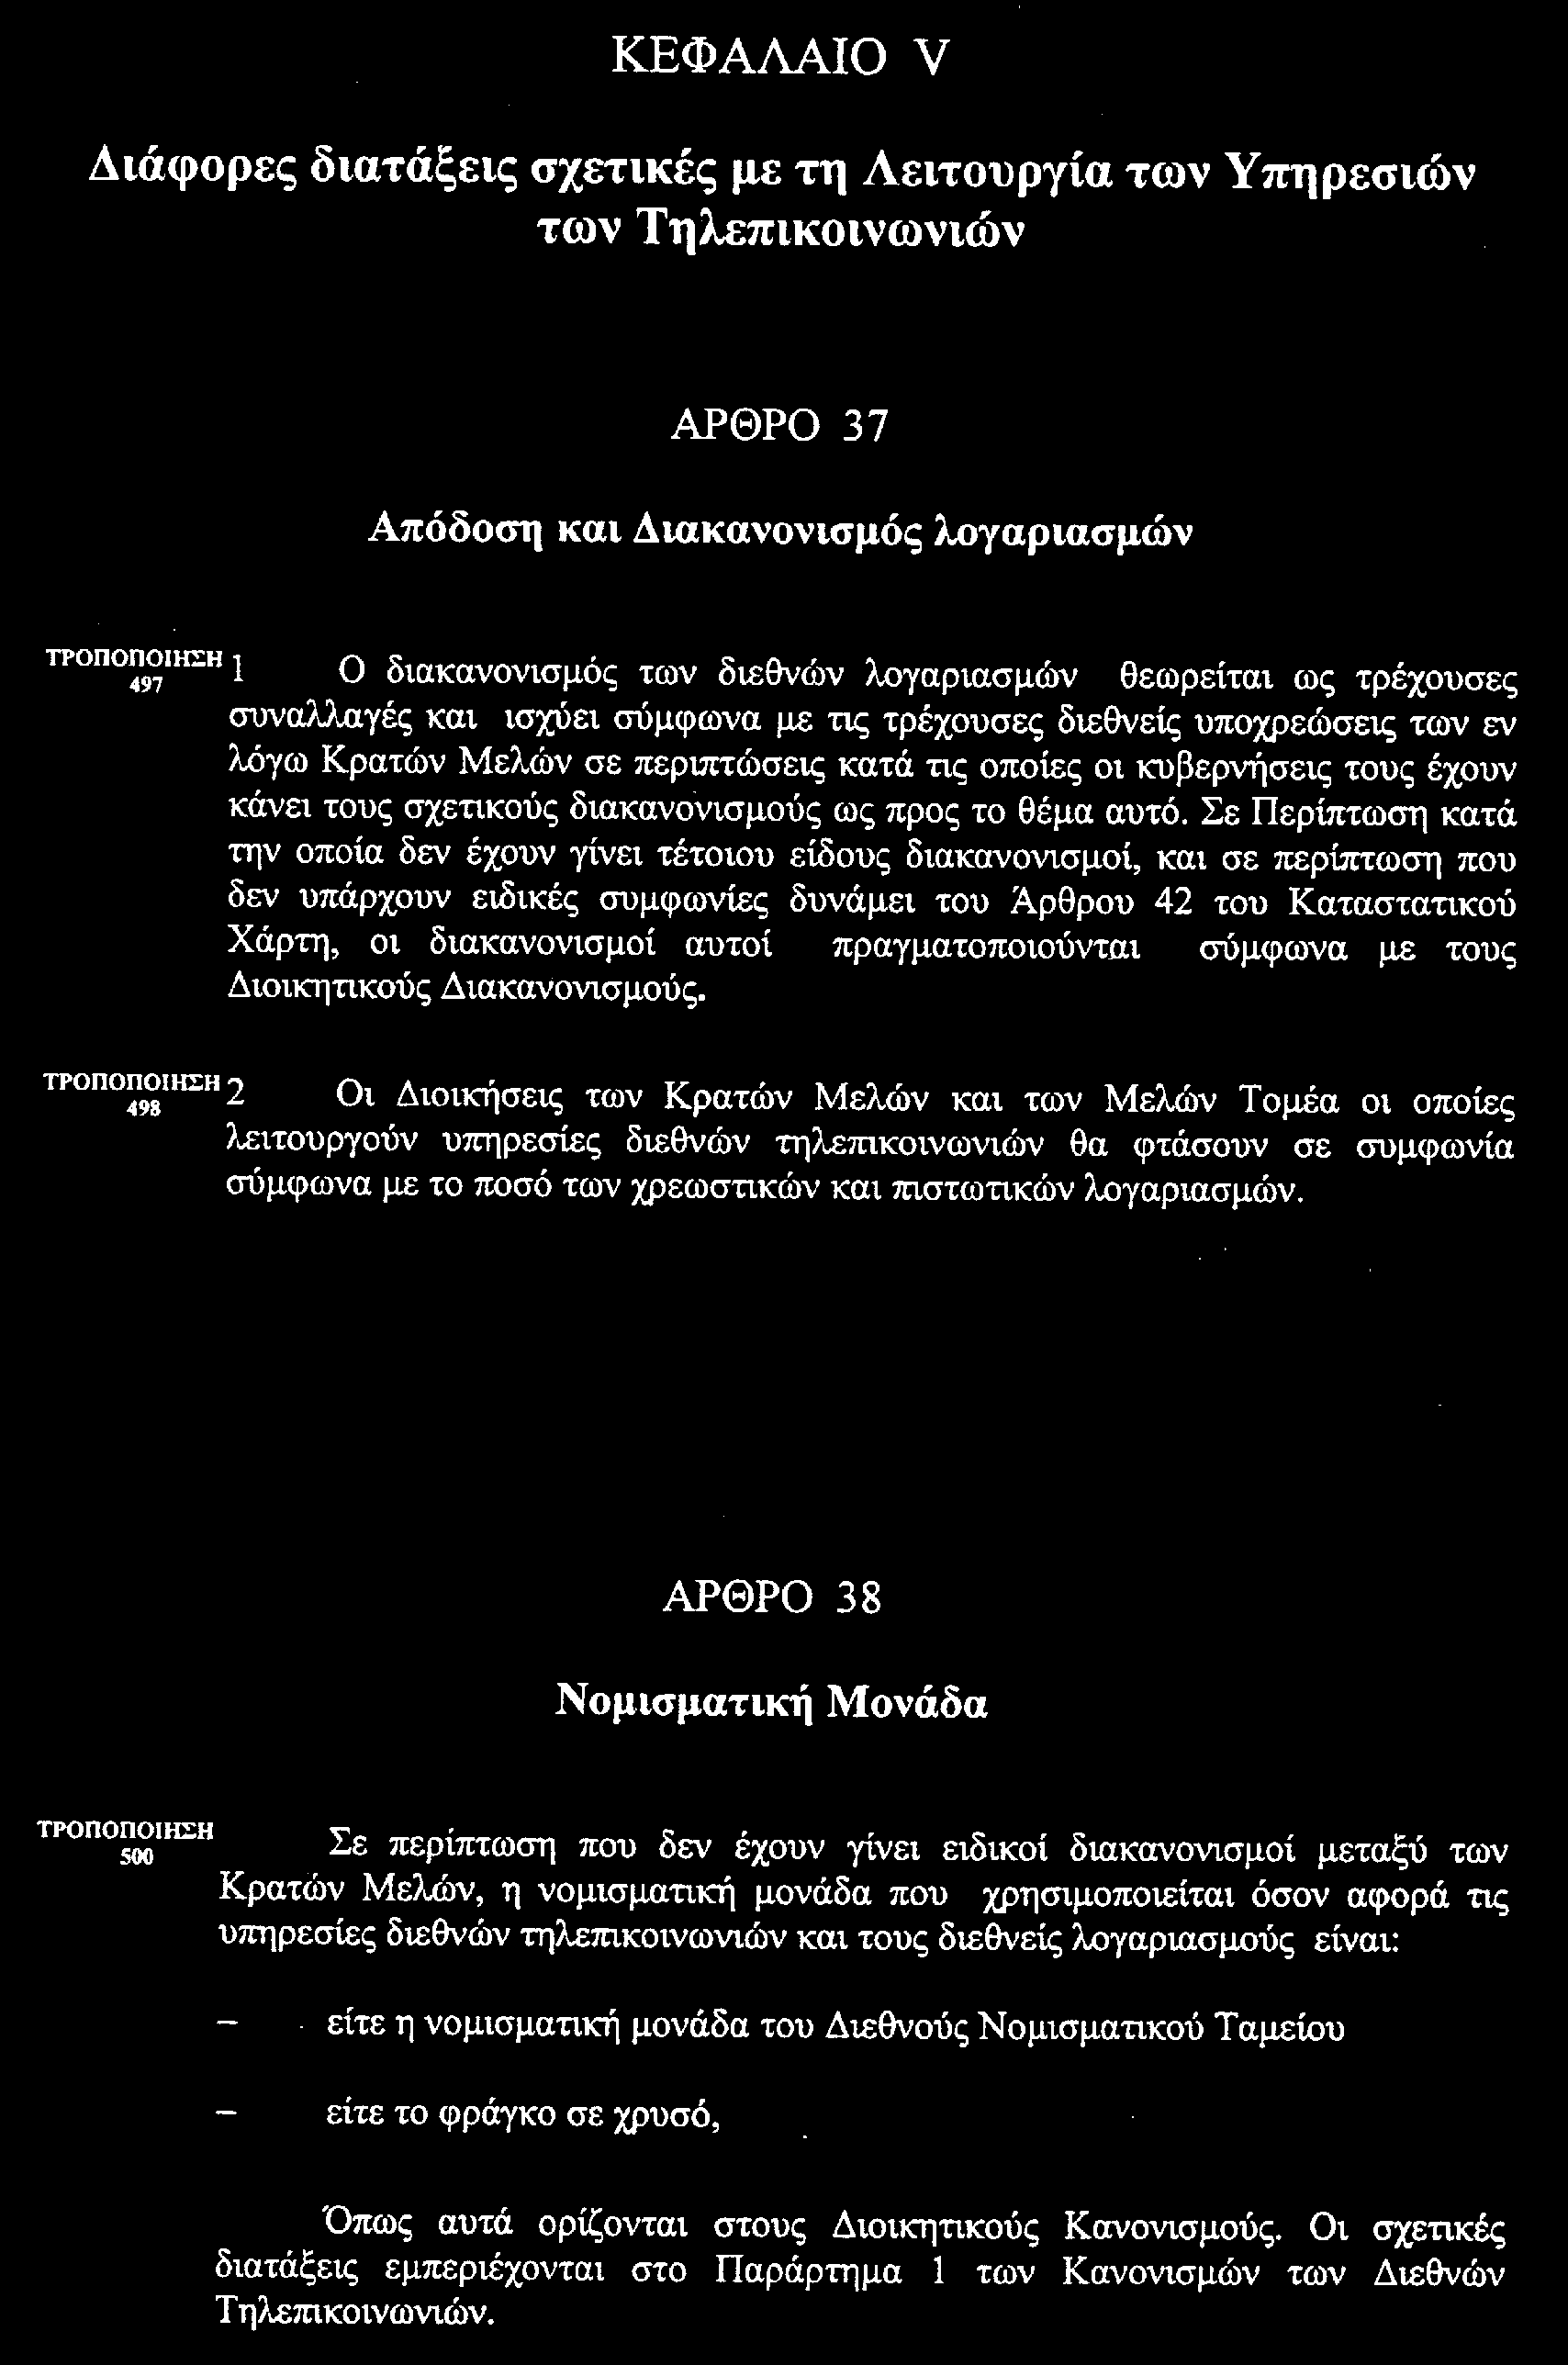 ΚΕΦΑΛΑΙΟ V
Διάφορες διατάξεις σχετικές με τη Λειτουργία των Υπηρεσιών
των Τηλεπικοινωνιών
ΑΡΘΡΟ 37
Απόδοση και Διακανονισμός λογαριασμών
ΤΡΟΠΟΠΟΙΗΣΗ 1 Ο διακανονισμός των διεθνών λογαριασμών θεωρείται ως τρέχουσες
497
συναλλαγές και ισχύει σύμφωνα με τις τρέχουσες διεθνείς υποχρεώσεις των εν
λόγω Κρατών Μελών σε περιπτώσεις κατά τις οποίες οι κυβερνήσεις τους έχουν
κάνει τους σχετικούς διακανονισμούς ως προς το θέμα αυτό. Σε Περίπτωση κατά
την οποία δεν έχουν γίνει τέτοιου είδους διακανονισμοί, και σε περίπτωση που
δεν υπάρχουν ειδικές συμφωνίες δυνάμει του Άρθρου 42 του Καταστατικού
Χάρτη, οι διακανονισμοί αυτοί πραγματοποιούνται σύμφωνα με τους
Διοικητικούς Διακανονισμούς.
ΤΡΟΠΟΠΟΙΗΣΗ 2 Οι Διοικήσεις των Κρατών Μελών και των Μελών Τομέα οι οποίες
498
λειτουργούν υπηρεσίες διεθνών τηλεπικοινωνιών θα φτάσουν σε συμφωνία
σύμφωνα με το ποσό των χρεωστικών και πιστωτικών λογαριασμών.
ΑΡΘΡΟ 38
Νομισματική Μονάδα
ΤΡΟΠΟΠΟΙΗΣΗ Σε περίπτωση που δεν έχουν γίνει ειδικοί διακανονισμοί μεταξύ των
500
Κρατών Μελών, η νομισματική μονάδα που χρησιμοποιείται όσον αφορά τις
υπηρεσίες διεθνών τηλεπικοινωνιών και τους διεθνείς λογαριασμούς είναι:
– είτε η νομισματική μονάδα του Διεθνούς Νομισματικού Ταμείου
– είτε το φράγκο σε χρυσό,
Όπως αυτά ορίζονται στους Διοικητικούς Κανονισμούς. Οι σχετικές
διατάξεις εμπεριέχονται στο Παράρτημα 1 των Κανονισμών των Διεθνών
Τηλεπικοινωνιών.